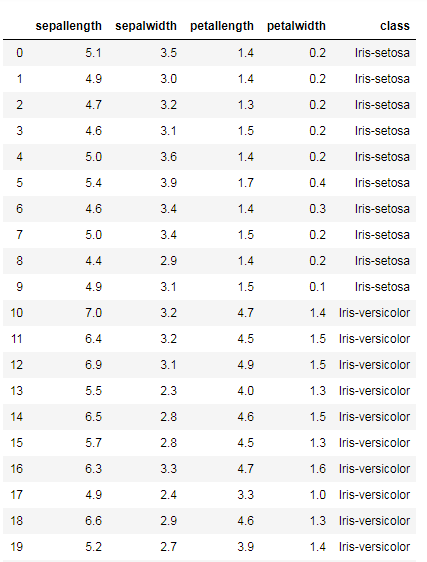 sepallength sepalwidth petallength petalwidth class
0 5.1 3.5 1.4 0.2 Iris-setosa
1 4.9 3.0 1.4 0.2 Iris-setosa
2 4.7 3.2 1.3 0.2 Iris-setosa
3 4.6 3.1 1.5 0.2 Iris-setosa
4 5.0 3.6 1.4 0.2 Iris-setosa
5 5.4 3.9 1.7 0.4 Iris-setosa
6 4.6 3.4 1.4 0.3 Iris-setosa
7 5.0 3.4 1.5 0.2 Iris-setosa
8 4.4 2.9 1.4 0.2 Iris-setosa
9 4.9 3.1 1.5 0.1 Iris-setosa
10 7.0 3.2 4.7 1.4 Iris-versicolor
11 6.4 3.2 4.5 1.5 Iris-versicolor
12 6.9 3.1 4.9 1.5 Iris-versicolor
13 5.5 2.3 4.0 1.3 Iris-versicolor
14 6.5 2.8 4.6 1.5 Iris-versicolor
15 5.7 2.8 4.5 1.3 Iris-versicolor
16 6.3 3.3 4.7 1.6 Iris-versicolor
17 4.9 2.4 3.3 1.0 Iris-versicolor
18 6.6 2.9 4.6 1.3 Iris-versicolor
19 5.2 2.7 3.9 1.4 Iris-versicolor